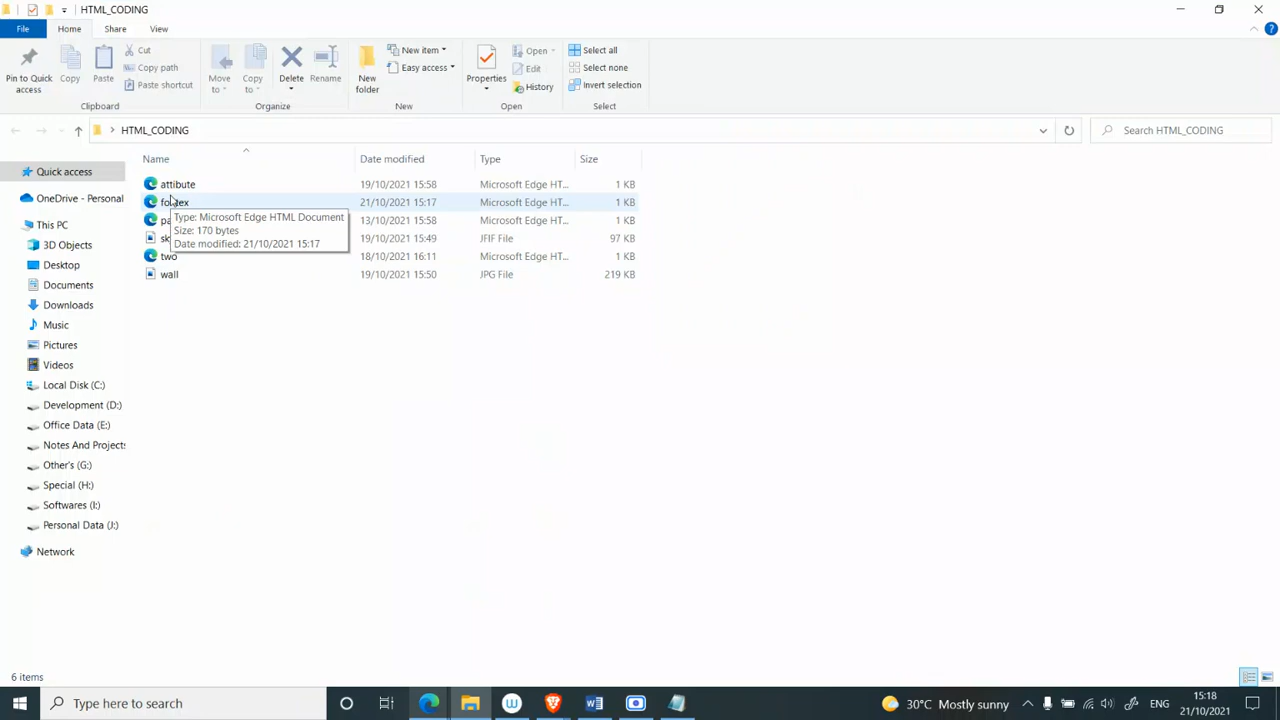 HTML_CODING
File Home Share View
Pin to Quick access
Copy
Paste
Cut
Copy path
Paste shortcut
Clipboard
Move to
Copy to
Delete
Rename
Organize
New folder
New item
Easy access
New
Properties
Open
Edit
History
Open
Select all
Select none
Invert selection
Select
HTML_CODING
Search HTML_CODING
Quick access
OneDrive - Personal
This PC
3D Objects
Desktop
Documents
Downloads
Music
Pictures
Videos
Local Disk (C:)
Development (D:)
Office Data (E:)
Notes And Projects
Other's (G:)
Special (H:)
Softwares (I:)
Personal Data (J:)
Network
Name Date modified Type Size
attibute 19/10/2021 15:58 Microsoft Edge HT... 1 KB
21/10/2021 15:17 Microsoft Edge HT... 1 KB
13/10/2021 15:58 Microsoft Edge HT... 1 KB
19/10/2021 15:49 JFIF File 97 KB
two 18/10/2021 16:11 Microsoft Edge HT... 1 KB
wall 19/10/2021 15:50 JPG File 219 KB
Type: Microsoft Edge HTML Document
Size: 170 bytes
Date modified: 21/10/2021 15:17
6 items
Type here to search
30°C Mostly sunny
ENG
15:18
21/10/2021